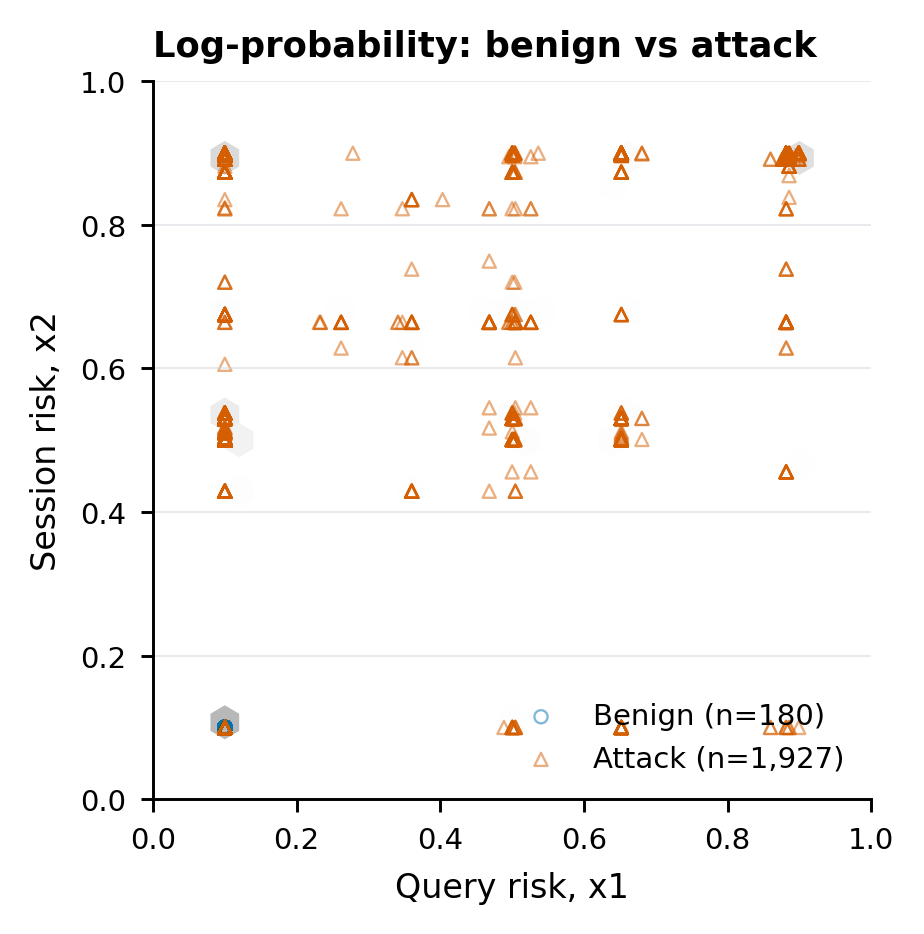 Log-probability: benign vs attack
1.0
0.8
0.6
0.4
0.2
0.0
Session risk, x2
Benign (n=180)
Attack (n=1,927)
0.0 0.2 0.4 0.6 0.8 1.0
Query risk, x1